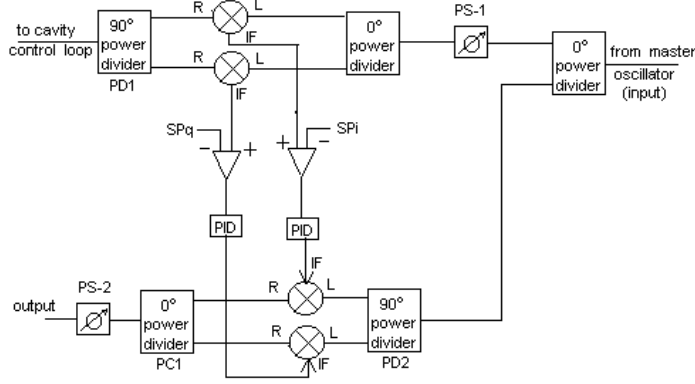 to cavity
control loop
90°
power
divider
PD1
R
L
IF
R
L
IF
0°
power
divider
PS-1
0°
power
divider
from master
oscillator
(input)
SPq
−
+
+
−
SPi
PID
PID
IF
output
PS-2
0°
power
divider
PC1
R
L
R
L
IF
90°
power
divider
PD2